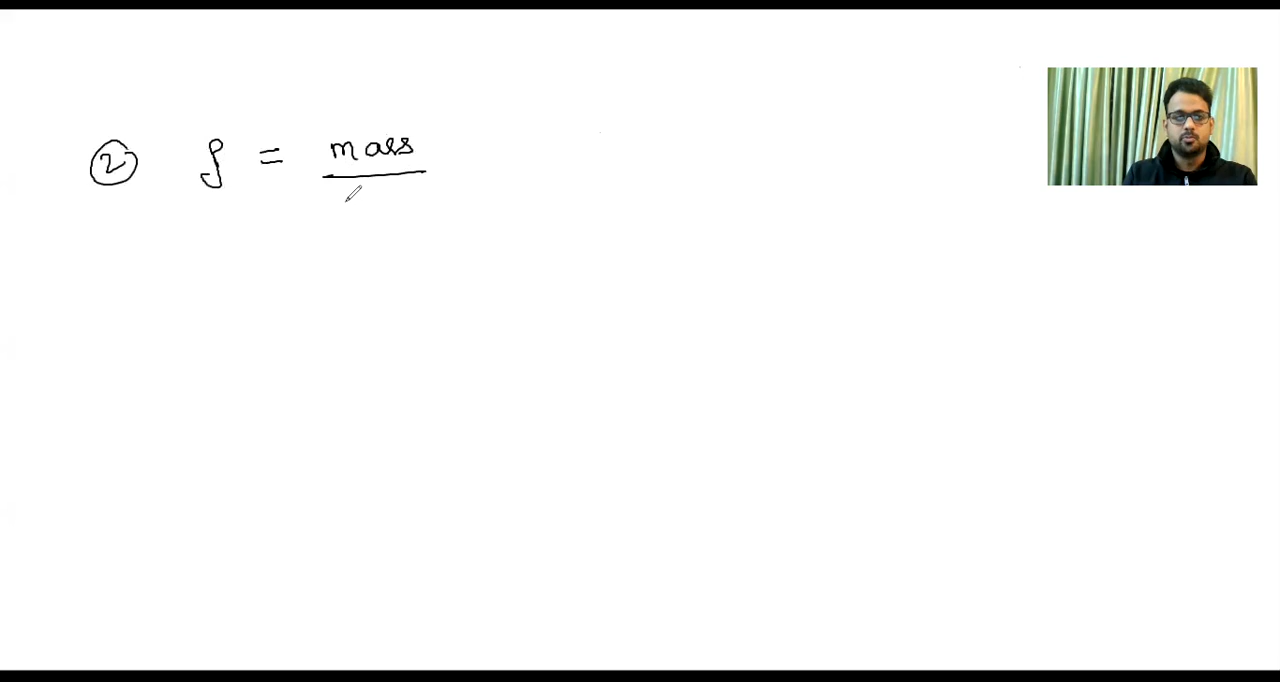 ② ρ = mass